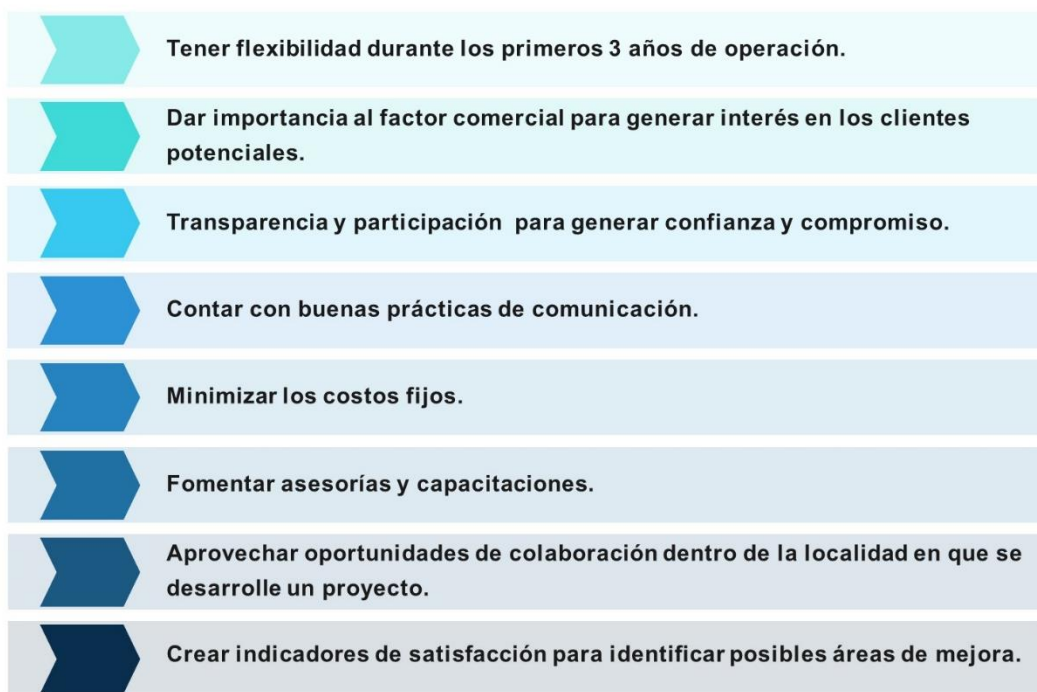 Tener flexibilidad durante los primeros 3 años de operación.
Dar importancia al factor comercial para generar interés en los clientes
potenciales.
Transparencia y participación  para generar confianza y compromiso.
Contar con buenas prácticas de comunicación.
Minimizar los costos fijos.
Fomentar asesorías y capacitaciones.
Aprovechar oportunidades de colaboración dentro de la localidad en que se
desarrolle un proyecto.
Crear indicadores de satisfacción para identificar posibles áreas de mejora.